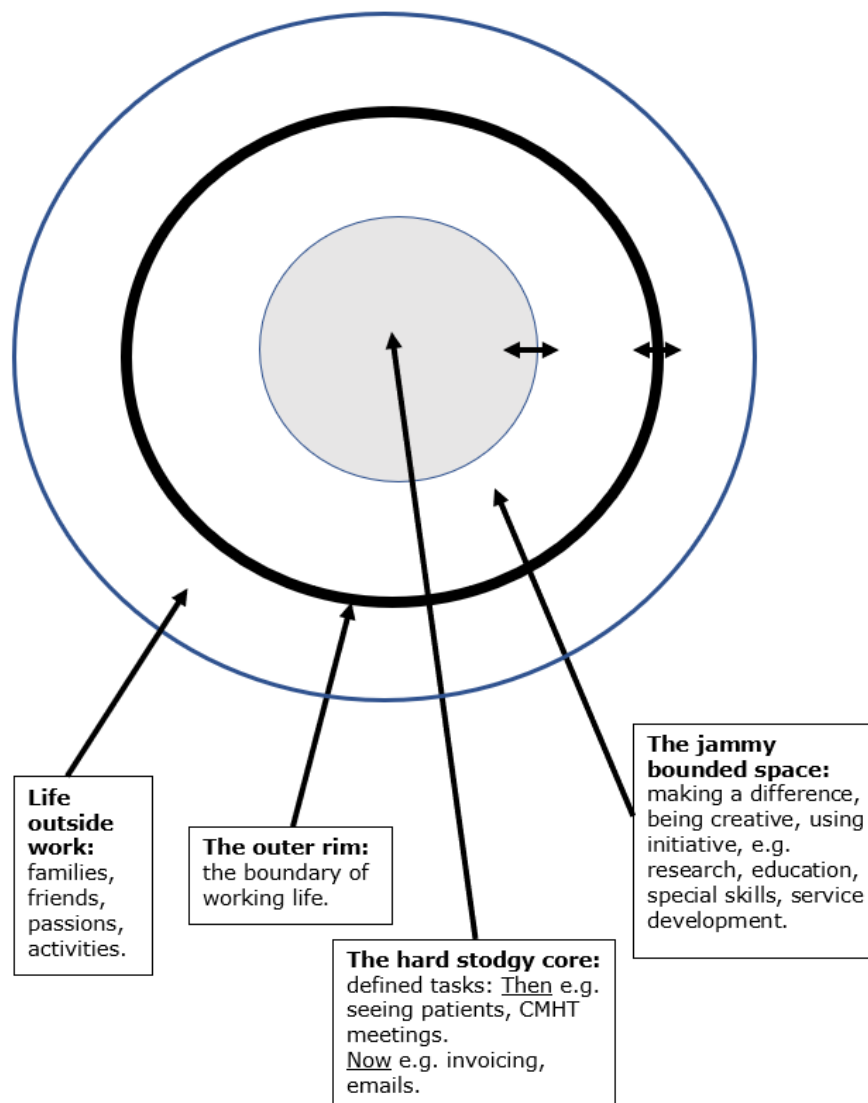 Life
outside
work:
families,
friends,
passions,
activities.
The outer rim:
the boundary of
working life.
The hard stodgy core:
defined tasks: Then e.g.
seeing patients, CMHT
meetings.
Now e.g. invoicing,
emails.
The jammy
bounded space:
making a difference,
being creative, using
initiative, e.g.
research, education,
special skills, service
development.